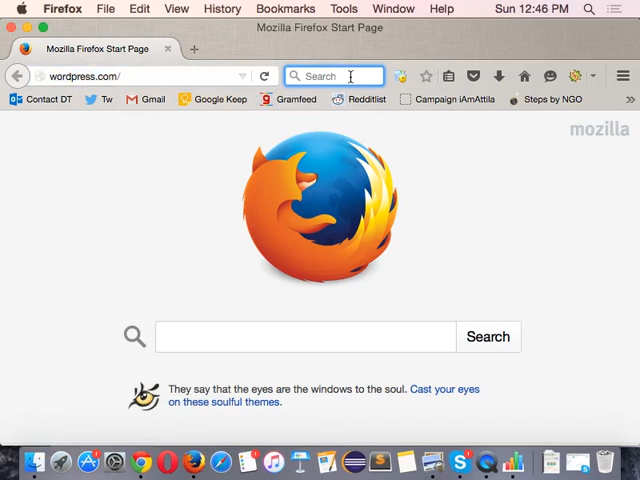 Firefox File Edit View History Bookmarks Tools Window Help Sun 12:46 PM
Mozilla Firefox Start Page
Mozilla Firefox Start Page
wordpress.com/ Search
Contact DT Tw Gmail Google Keep Gramfeed Redditlist Campaign iAmAttila Steps by NGO
mozilla
Search
They say that the eyes are the windows to the soul. Cast your eyes
on these soulful themes.